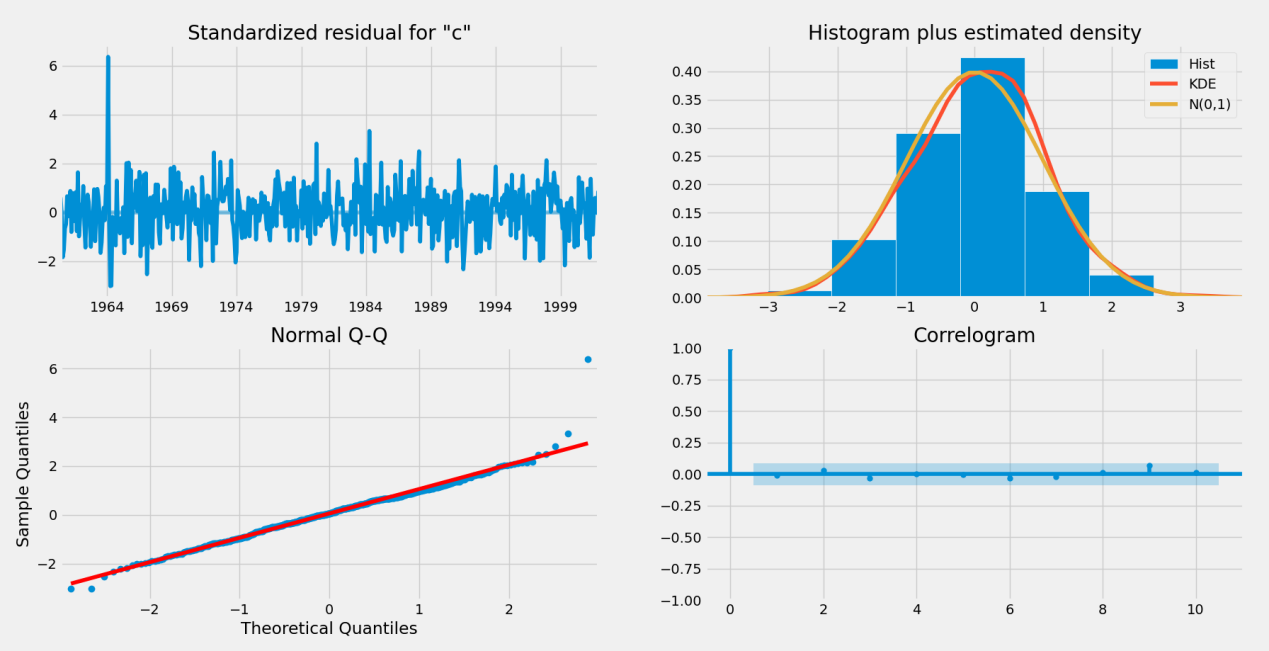 Standardized residual for "c"
6
4
2
0
−2
1964 1969 1974 1979 1984 1989 1994 1999
Histogram plus estimated density
Hist
KDE
N(0,1)
0.40
0.35
0.30
0.25
0.20
0.15
0.10
0.05
0.00
−3 −2 −1 0 1 2 3
Normal Q-Q
Sample Quantiles
6
4
2
0
−2
−2 −1 0 1 2
Theoretical Quantiles
Correlogram
1.00
0.75
0.50
0.25
0.00
−0.25
−0.50
−0.75
−1.00
0 2 4 6 8 10